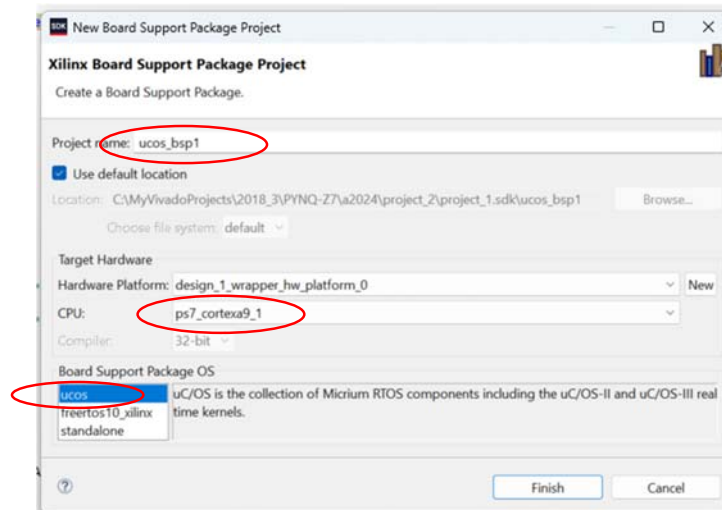 SDK New Board Support Package Project
Xilinx Board Support Package Project
Create a Board Support Package.
Project name: ucos_bsp1
Use default location
Location: C:\MyVivadoProjects\2018_3\PYNQ-Z7\a2024\project_2\project_1.sdk\ucos_bsp1 Browse...
Choose file system: default
Target Hardware
Hardware Platform: design_1_wrapper_hw_platform_0 New
CPU: ps7_cortexa9_1
Compiler: 32-bit
Board Support Package OS
ucos uC/OS is the collection of Micrium RTOS components including the uC/OS-II and uC/OS-III real
freertos10_xilinx time kernels.
standalone
Finish Cancel